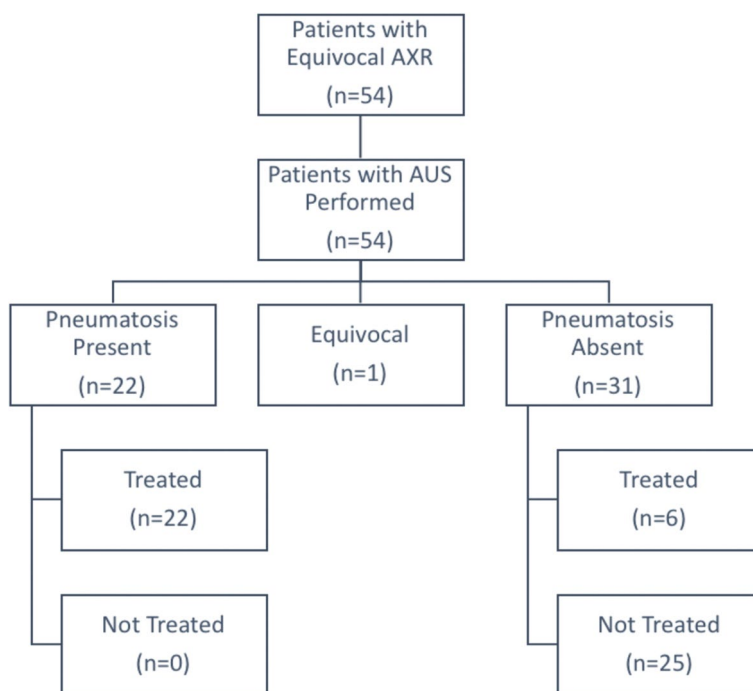 Patients with
Equivocal AXR
(n=54)
Patients with AUS
Performed
(n=54)
Pneumatosis
Present
(n=22)
Equivocal
(n=1)
Pneumatosis
Absent
(n=31)
Treated
(n=22)
Treated
(n=6)
Not Treated
(n=0)
Not Treated
(n=25)